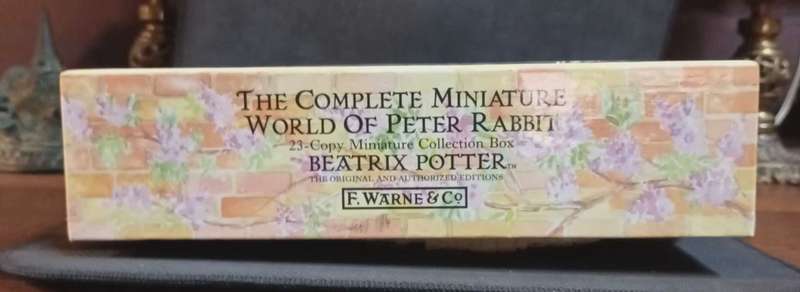 THE COMPLETE MINIATURE
WORLD OF PETER RABBIT
23-Copy Miniature Collection Box
BEATRIX POTTER™
THE ORIGINAL AND AUTHORIZED EDITIONS
F. WARNE & Co